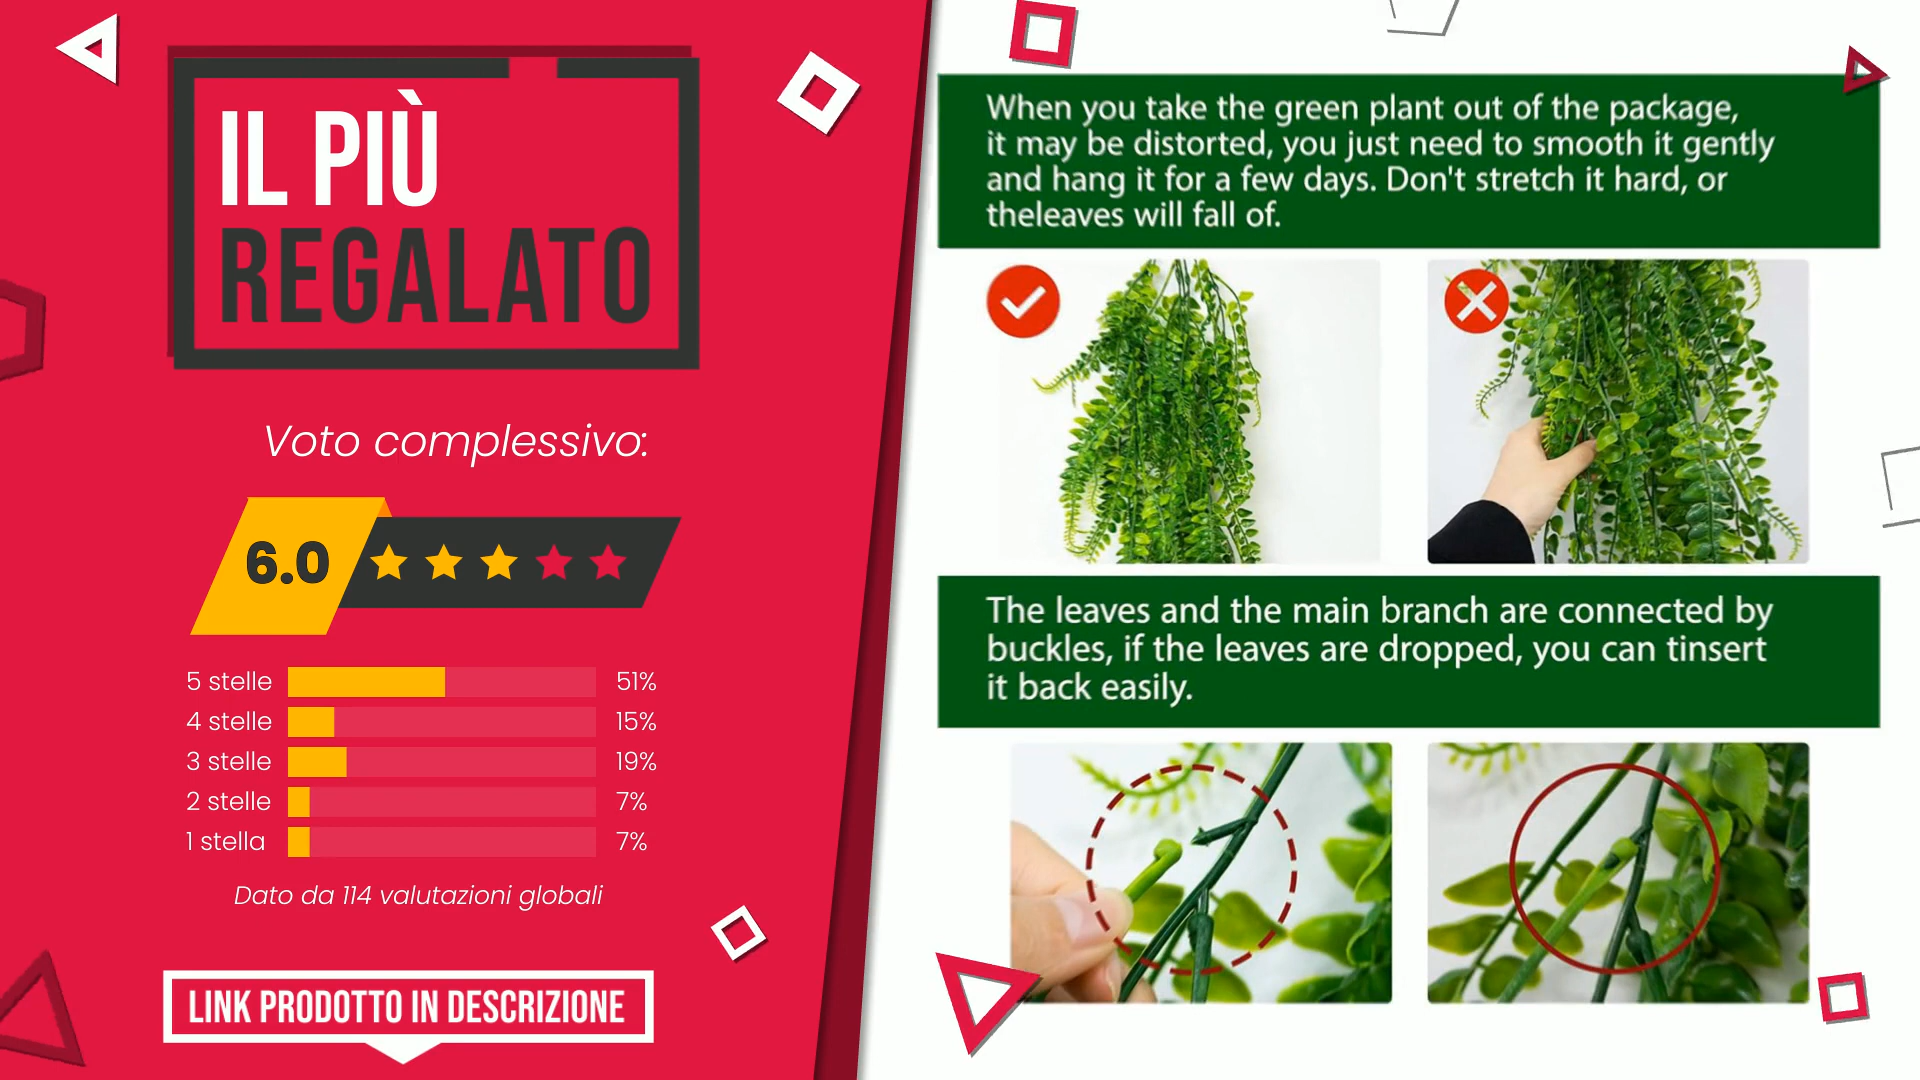 IL PIÙ
REGALATO
Voto complessivo:
6.0
5 stelle 51%
4 stelle 15%
3 stelle 19%
2 stelle 7%
1 stella 7%
Dato da 114 valutazioni globali
LINK PRODOTTO IN DESCRIZIONE
When you take the green plant out of the package,
it may be distorted, you just need to smooth it gently
and hang it for a few days. Don't stretch it hard, or
theleaves will fall of.
The leaves and the main branch are connected by
buckles, if the leaves are dropped, you can tinsert
it back easily.